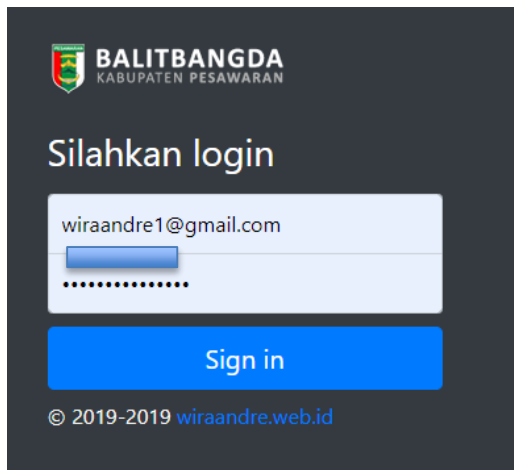 BALITBANGDA
KABUPATEN PESAWARAN
Silahkan login
wiraandre1@gmail.com
•••••••••••••••
Sign in
© 2019-2019 wiraandre.web.id